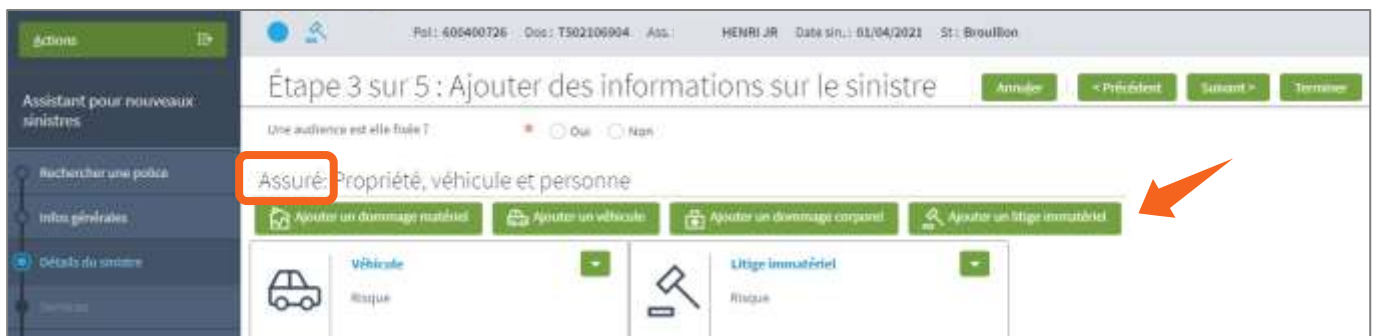 Actions
Pol : 600400726 Dos : T502106904 Ass. : HENRI JR Date sin. : 01/04/2021 St : Brouillon
Étape 3 sur 5 : Ajouter des informations sur le sinistre
Annuler < Précédent Suivant > Terminer
Assistant pour nouveaux
sinistres
Une audience est elle fixée ? * Oui Non
Rechercher une police
Assuré: Propriété, véhicule et personne
Infos générales
Ajouter un dommage matériel Ajouter un véhicule Ajouter un dommage corporel Ajouter un litige immatériel
Détails du sinistre
Véhicule
Risque
Litige immatériel
Risque
Services